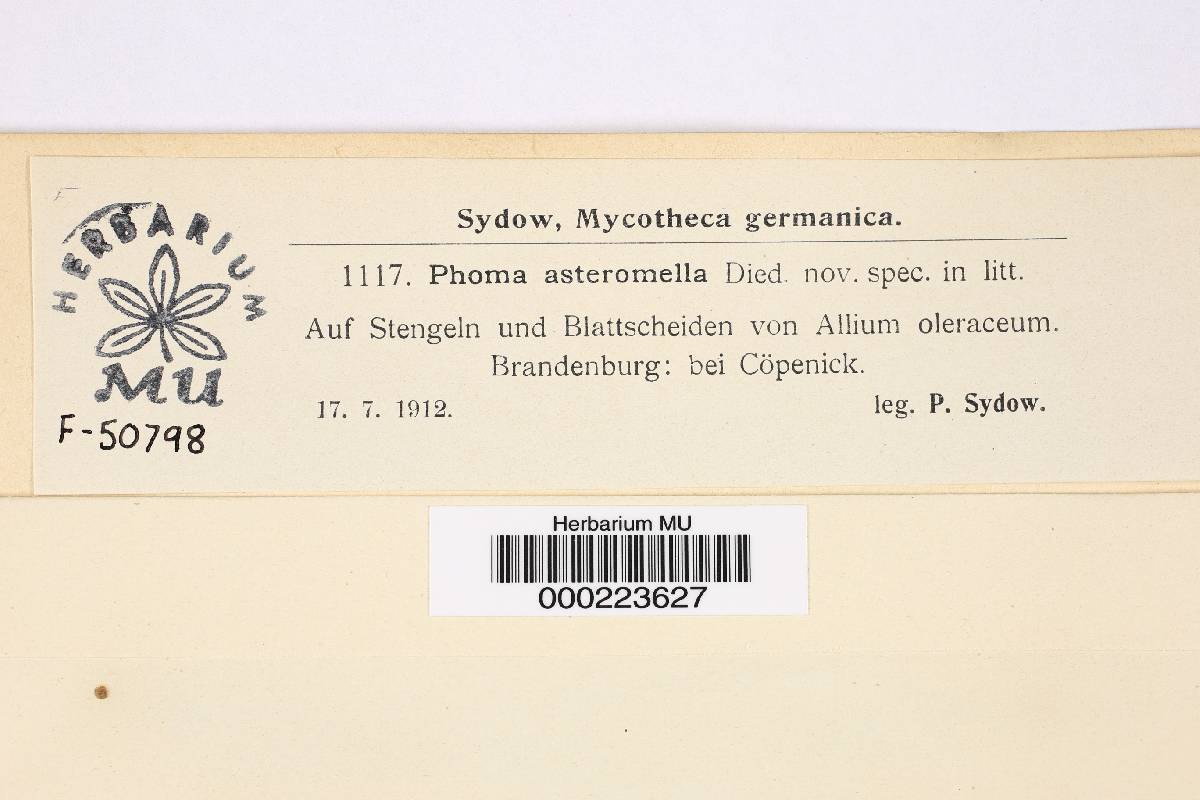 HERBARIUM
MU
F-50798
Sydow, Mycotheca germanica.
1117. Phoma asteromella Died. nov. spec. in litt.
Auf Stengeln und Blattscheiden von Allium oleraceum.
Brandenburg: bei Cöpenick.
17. 7. 1912. leg. P. Sydow.
Herbarium MU
000223627